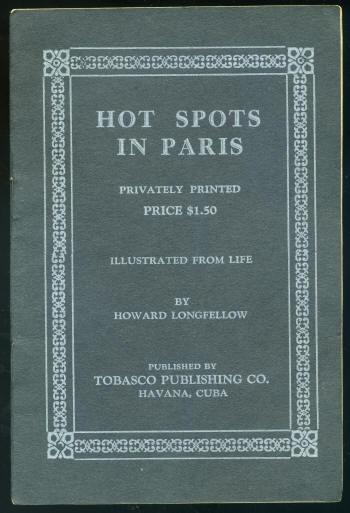 HOT SPOTS
IN PARIS
PRIVATELY PRINTED
PRICE $1.50
ILLUSTRATED FROM LIFE
BY
HOWARD LONGFELLOW
PUBLISHED BY
TOBASCO PUBLISHING CO.
HAVANA, CUBA